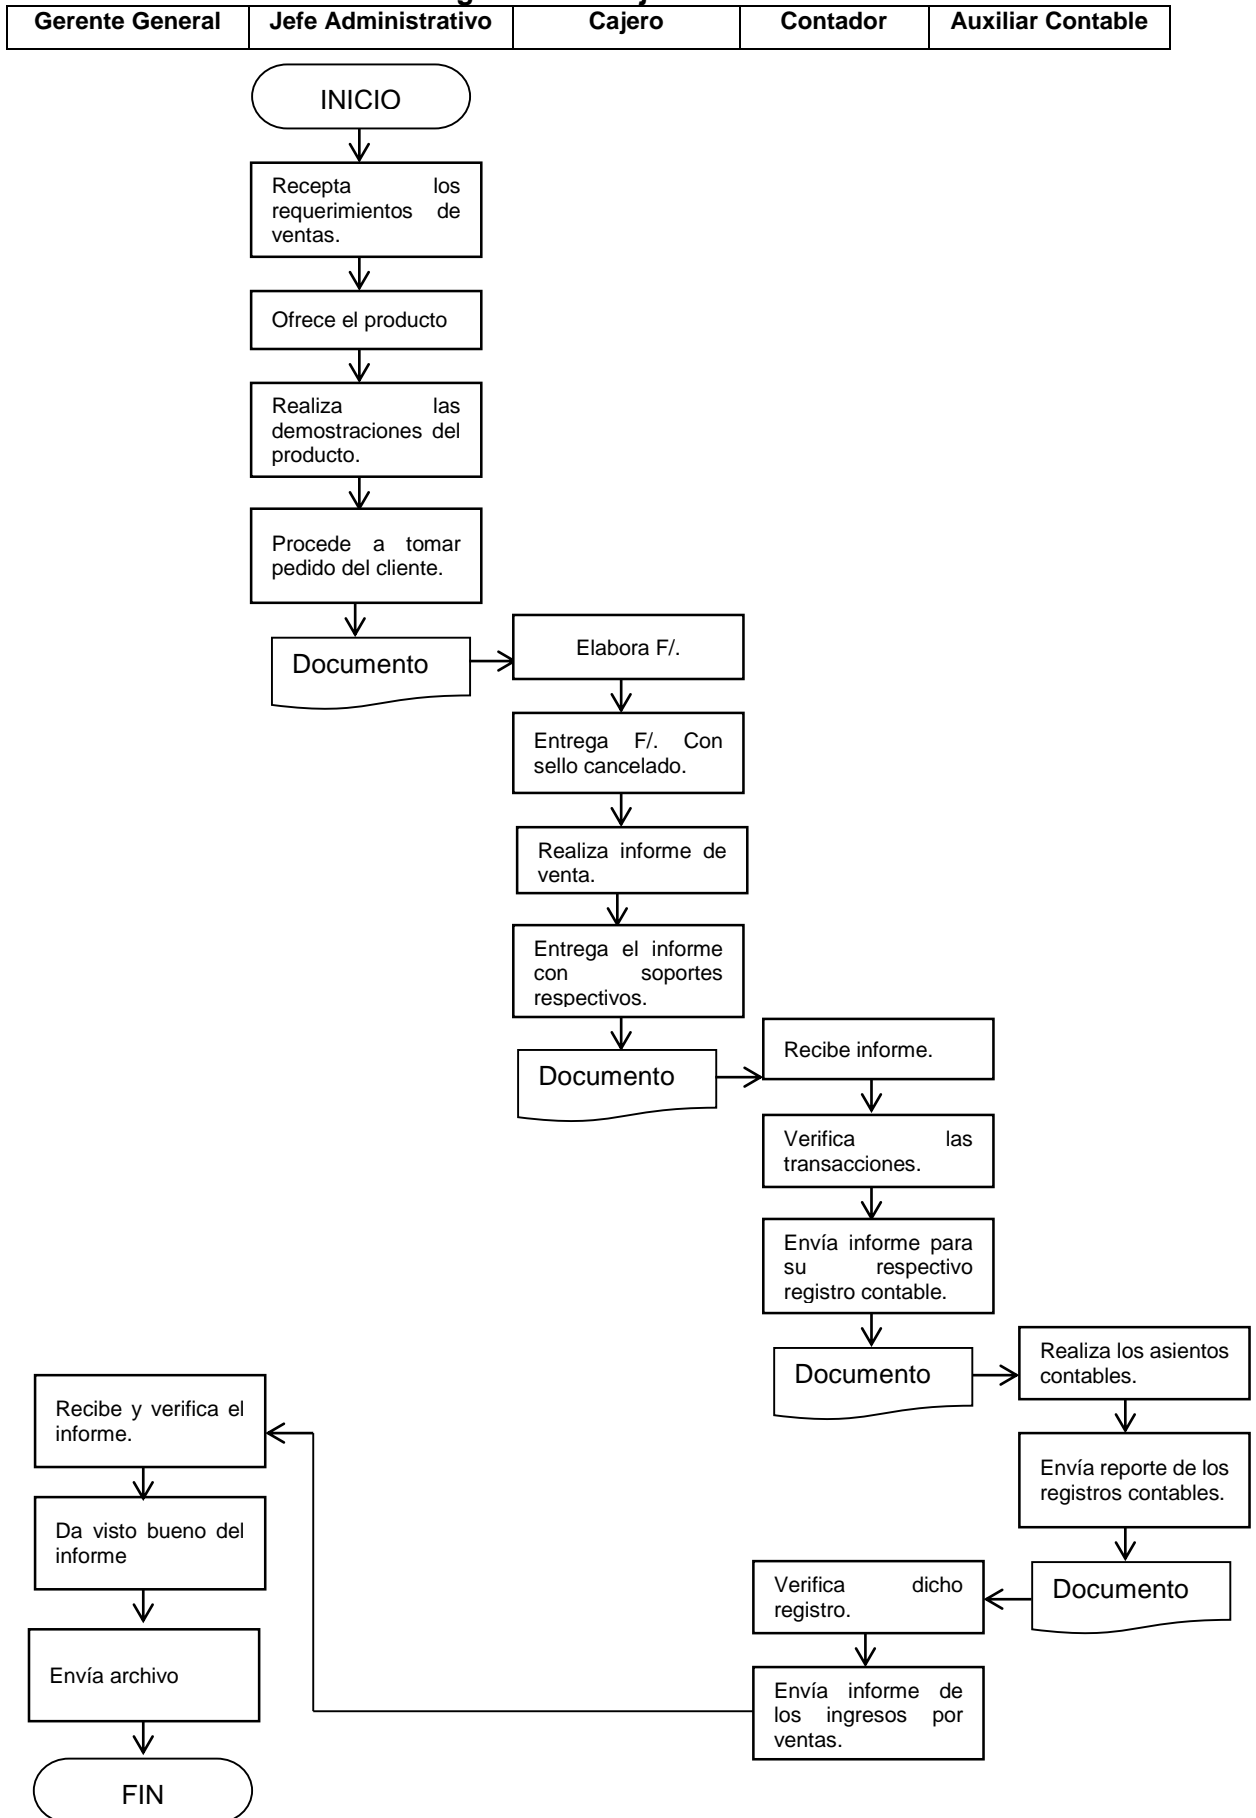 Gerente General Jefe Administrativo Cajero Contador Auxiliar Contable
INICIO
Recepta los
requerimientos de
ventas.
Ofrece el producto
Realiza las
demostraciones del
producto.
Procede a tomar
pedido del cliente.
Documento
Elabora F/.
Entrega F/. Con
sello cancelado.
Realiza informe de
venta.
Entrega el informe
con soportes
respectivos.
Documento
Recibe informe.
Verifica las
transacciones.
Envía informe para
su respectivo
registro contable.
Documento
Realiza los asientos
contables.
Envía reporte de los
registros contables.
Documento
Verifica dicho
registro.
Envía informe de
los ingresos por
ventas.
Recibe y verifica el
informe.
Da visto bueno del
informe
Envía archivo
FIN